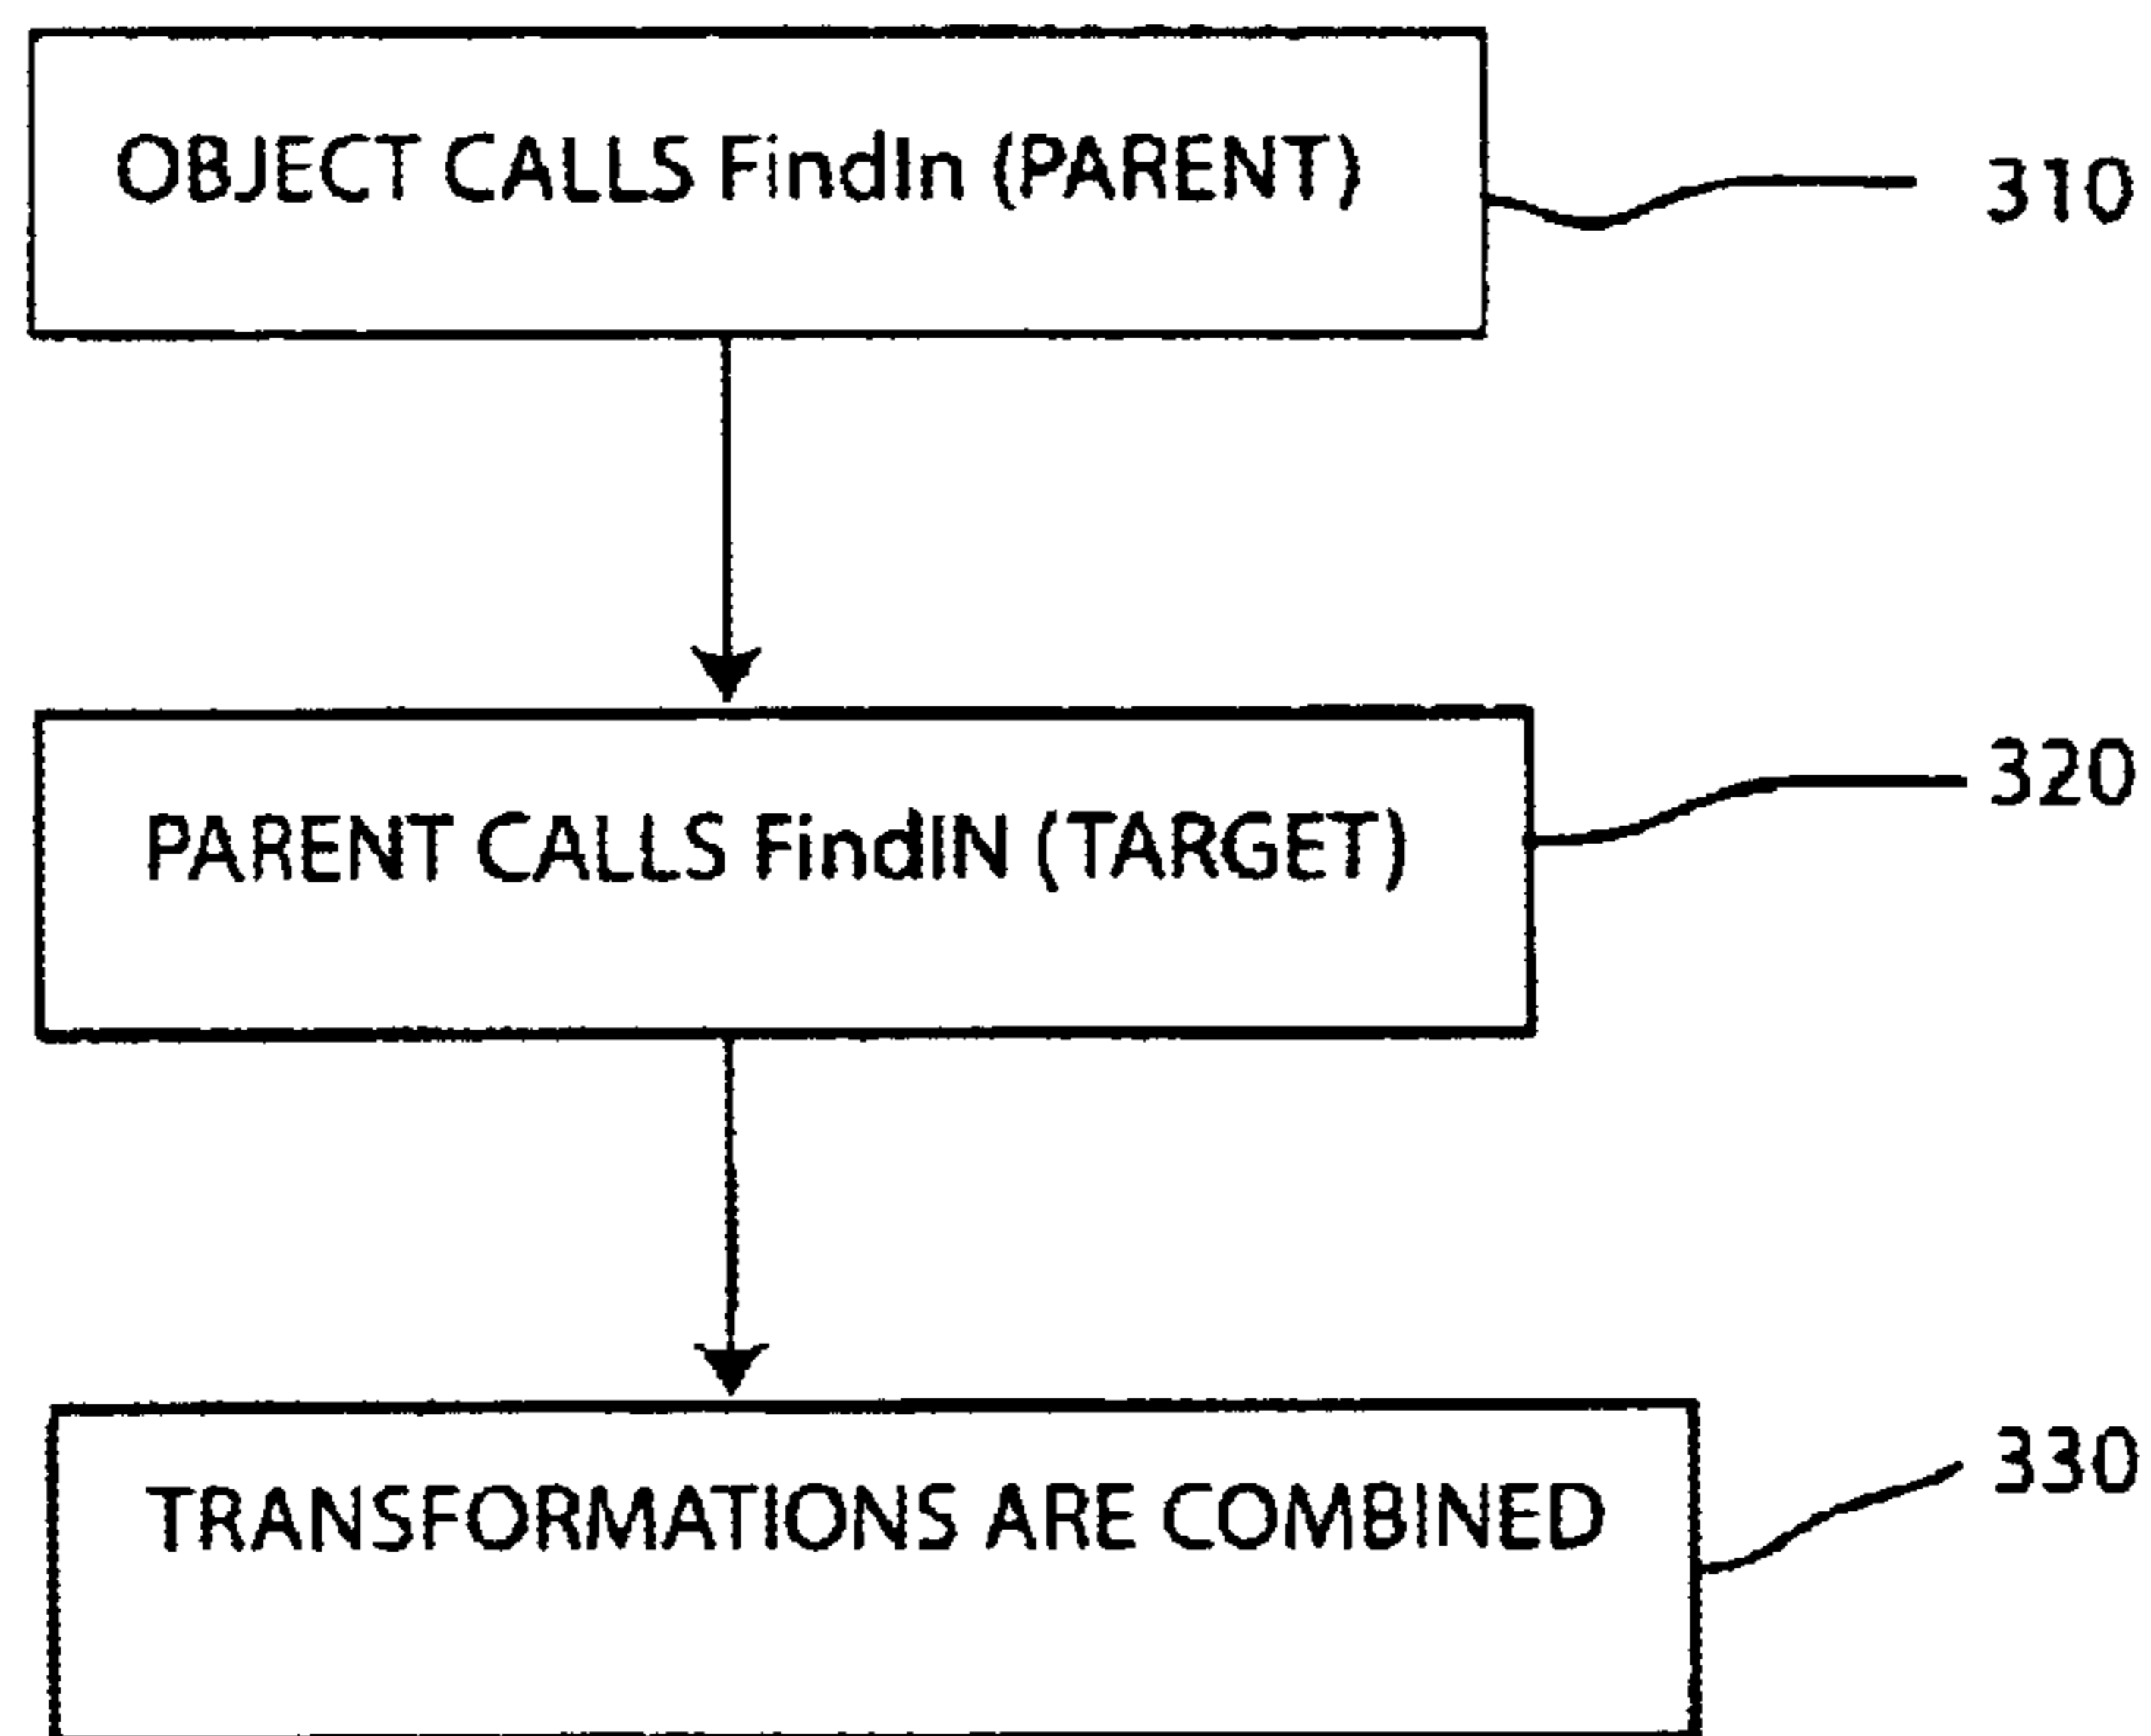 OBJECT CALLS FindIn (PARENT)
310
PARENT CALLS FindIN (TARGET)
320
TRANSFORMATIONS ARE COMBINED
330